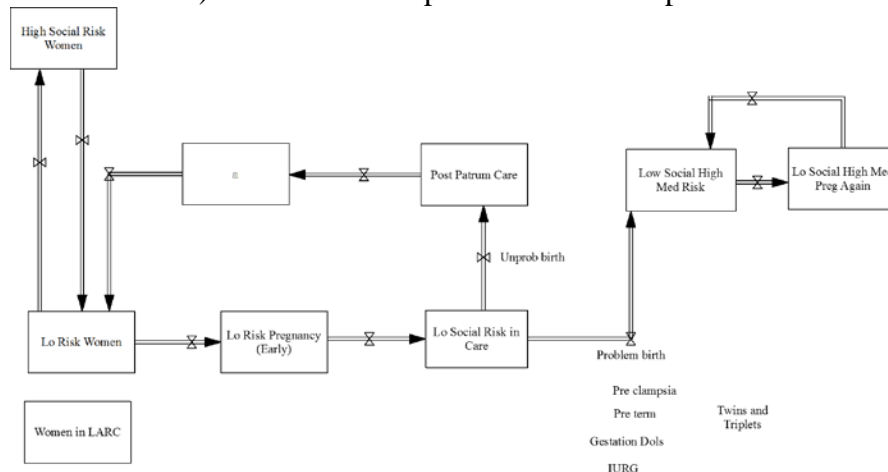 High Social Risk
Women
Post Patrum Care
Low Social High
Med Risk
Lo Social High Med
Preg Again
Unprob birth
Lo Risk Women
Lo Risk Pregnancy
(Early)
Lo Social Risk in
Care
Problem birth
Pre clampsia
Pre term
Twins and
Triplets
Gestation Dols
IURG
Women in LARC